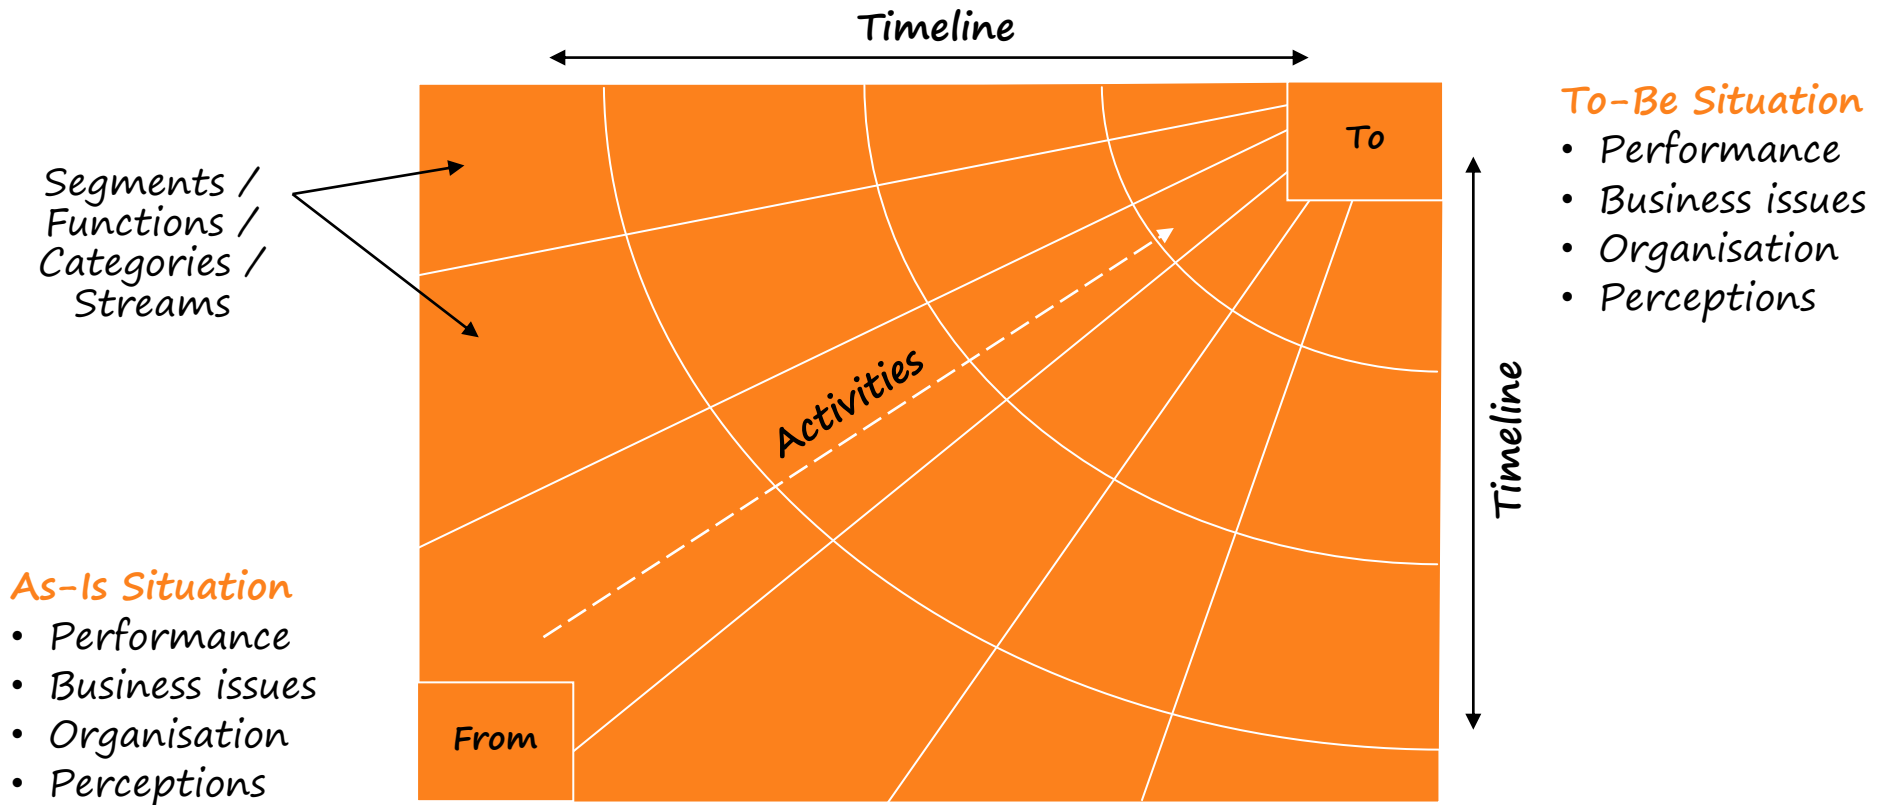 Timeline
To
To-Be Situation
• Performance
• Business issues
• Organisation
• Perceptions
Segments /
Functions /
Categories /
Streams
Activities
Timeline
As-Is Situation
• Performance
• Business issues
• Organisation
• Perceptions
From